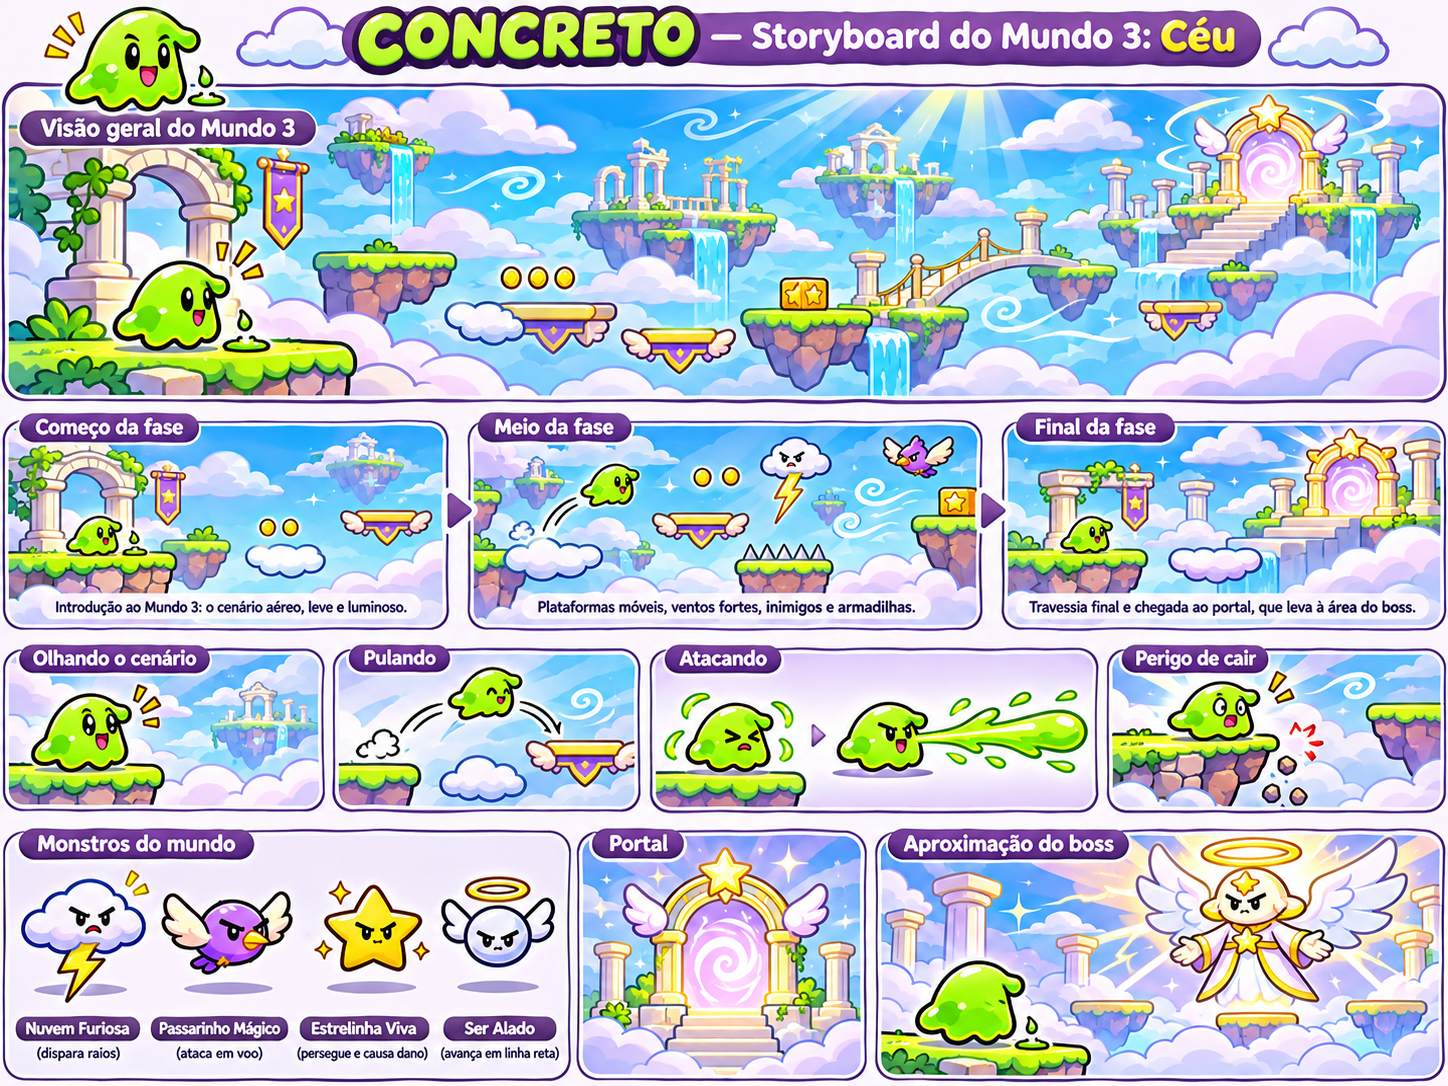 CONCRETO — Storyboard do Mundo 3: Céu
Visão geral do Mundo 3
Começo da fase
Introdução ao Mundo 3: o cenário aéreo, leve e luminoso.
Meio da fase
Plataformas móveis, ventos fortes, inimigos e armadilhas.
Final da fase
Travessia final e chegada ao portal, que leva à área do boss.
Olhando o cenário
Pulando
Atacando
Perigo de cair
Monstros do mundo
Nuvem Furiosa
(dispara raios)
Passarinho Mágico
(ataca em voo)
Estrelinha Viva
(persegue e causa dano)
Ser Alado
(avança em linha reta)
Portal
Aproximação do boss